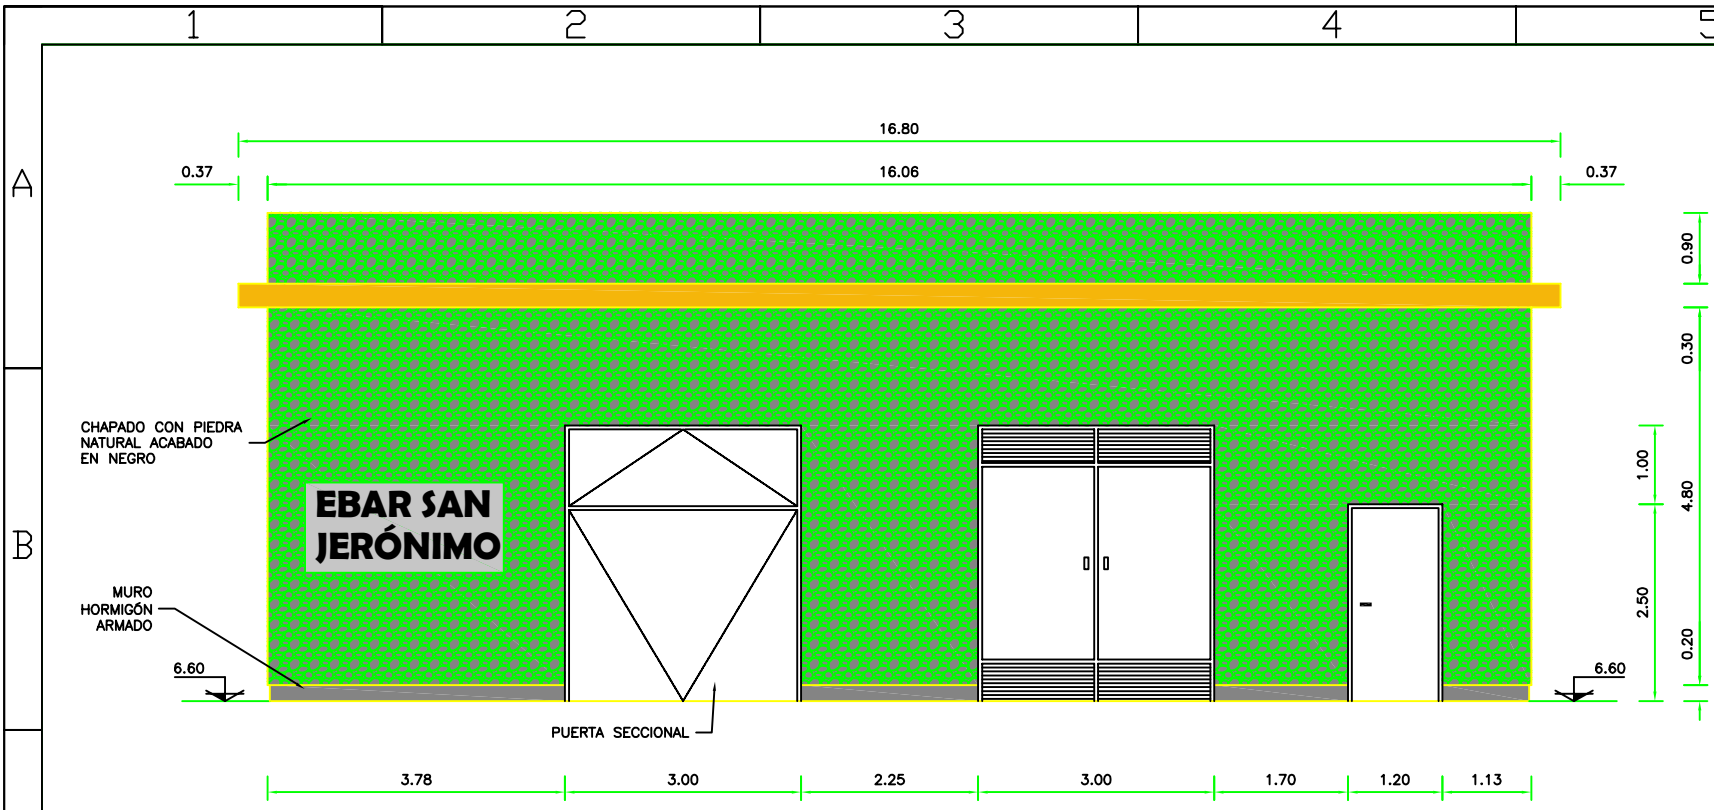 1 2 3 4 5
16.80
0.37 16.06 0.37
A
0.90
0.30
CHAPADO CON PIEDRA
NATURAL ACABADO
EN NEGRO
1.00
4.80
EBAR SAN
JERÓNIMO
B
MURO
HORMIGÓN
ARMADO
2.50
0.20
6.60 6.60
PUERTA SECCIONAL
3.78 3.00 2.25 3.00 1.70 1.20 1.13